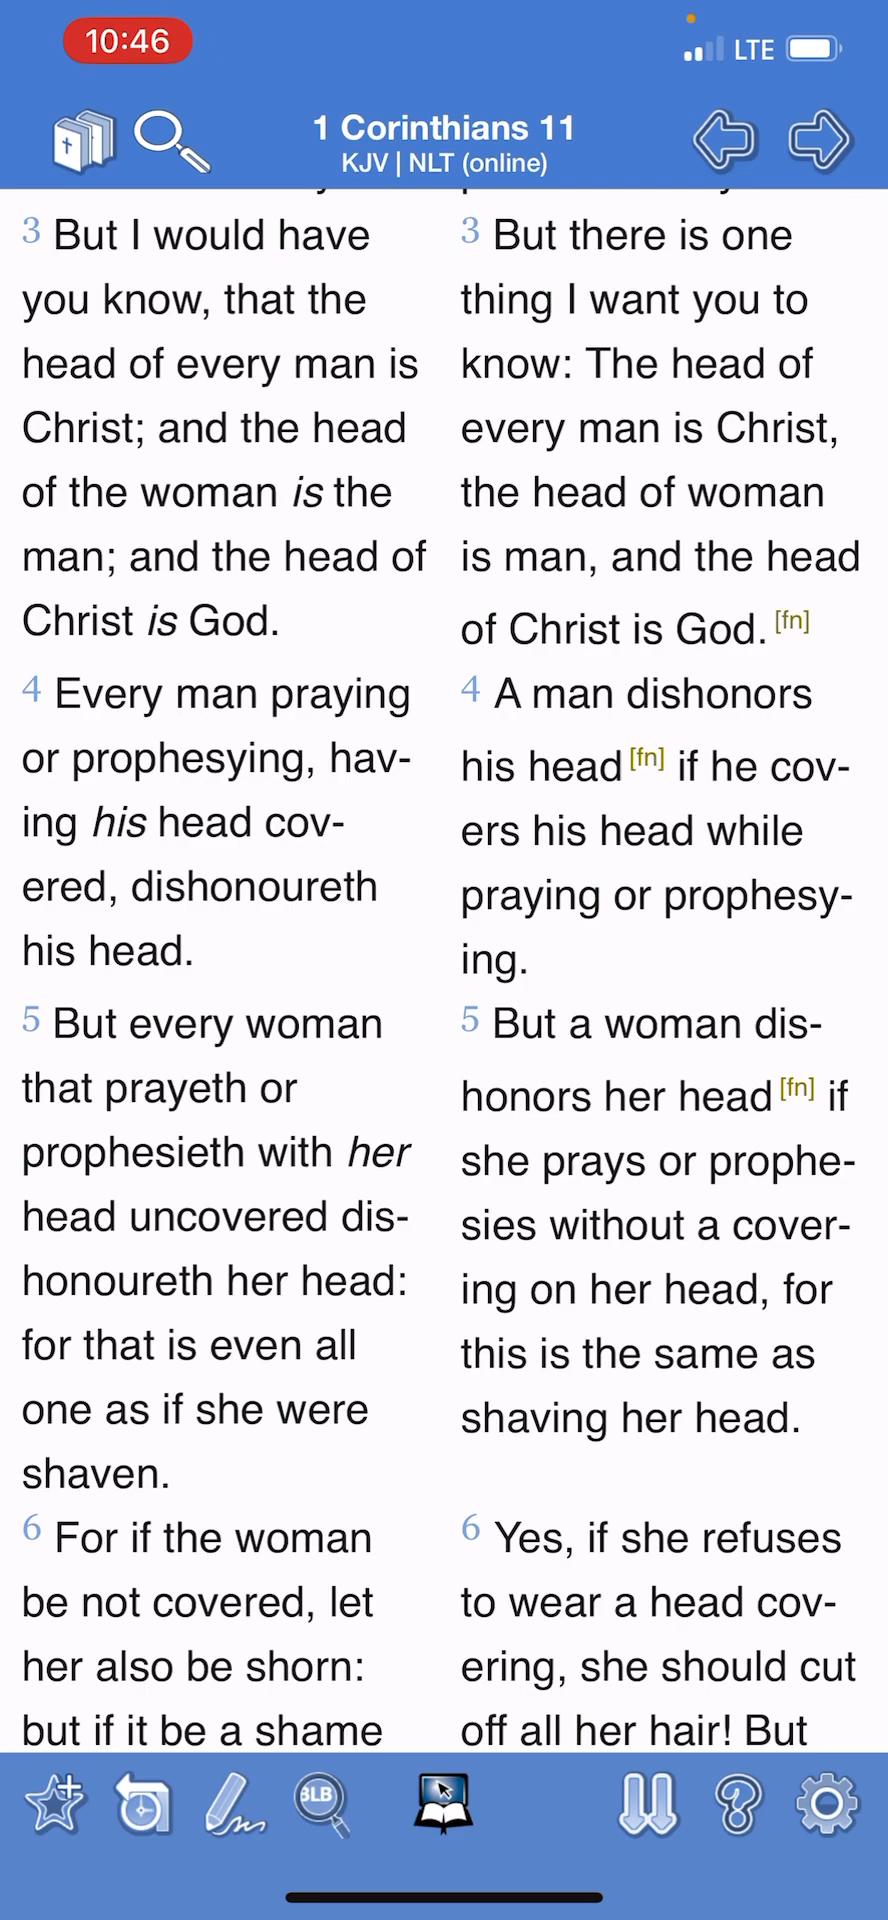 10:46
LTE
1 Corinthians 11
KJV | NLT (online)
3 But I would have
you know, that the
head of every man is
Christ; and the head
of the woman is the
man; and the head of
Christ is God.
4 Every man praying
or prophesying, hav-
ing his head cov-
ered, dishonoureth
his head.
5 But every woman
that prayeth or
prophesieth with her
head uncovered dis-
honoureth her head:
for that is even all
one as if she were
shaven.
6 For if the woman
be not covered, let
her also be shorn:
but if it be a shame
3 But there is one
thing I want you to
know: The head of
every man is Christ,
the head of woman
is man, and the head
of Christ is God. [fn]
4 A man dishonors
his head [fn] if he cov-
ers his head while
praying or prophesy-
ing.
5 But a woman dis-
honors her head [fn] if
she prays or prophe-
sies without a cover-
ing on her head, for
this is the same as
shaving her head.
6 Yes, if she refuses
to wear a head cov-
ering, she should cut
off all her hair! But
BLB